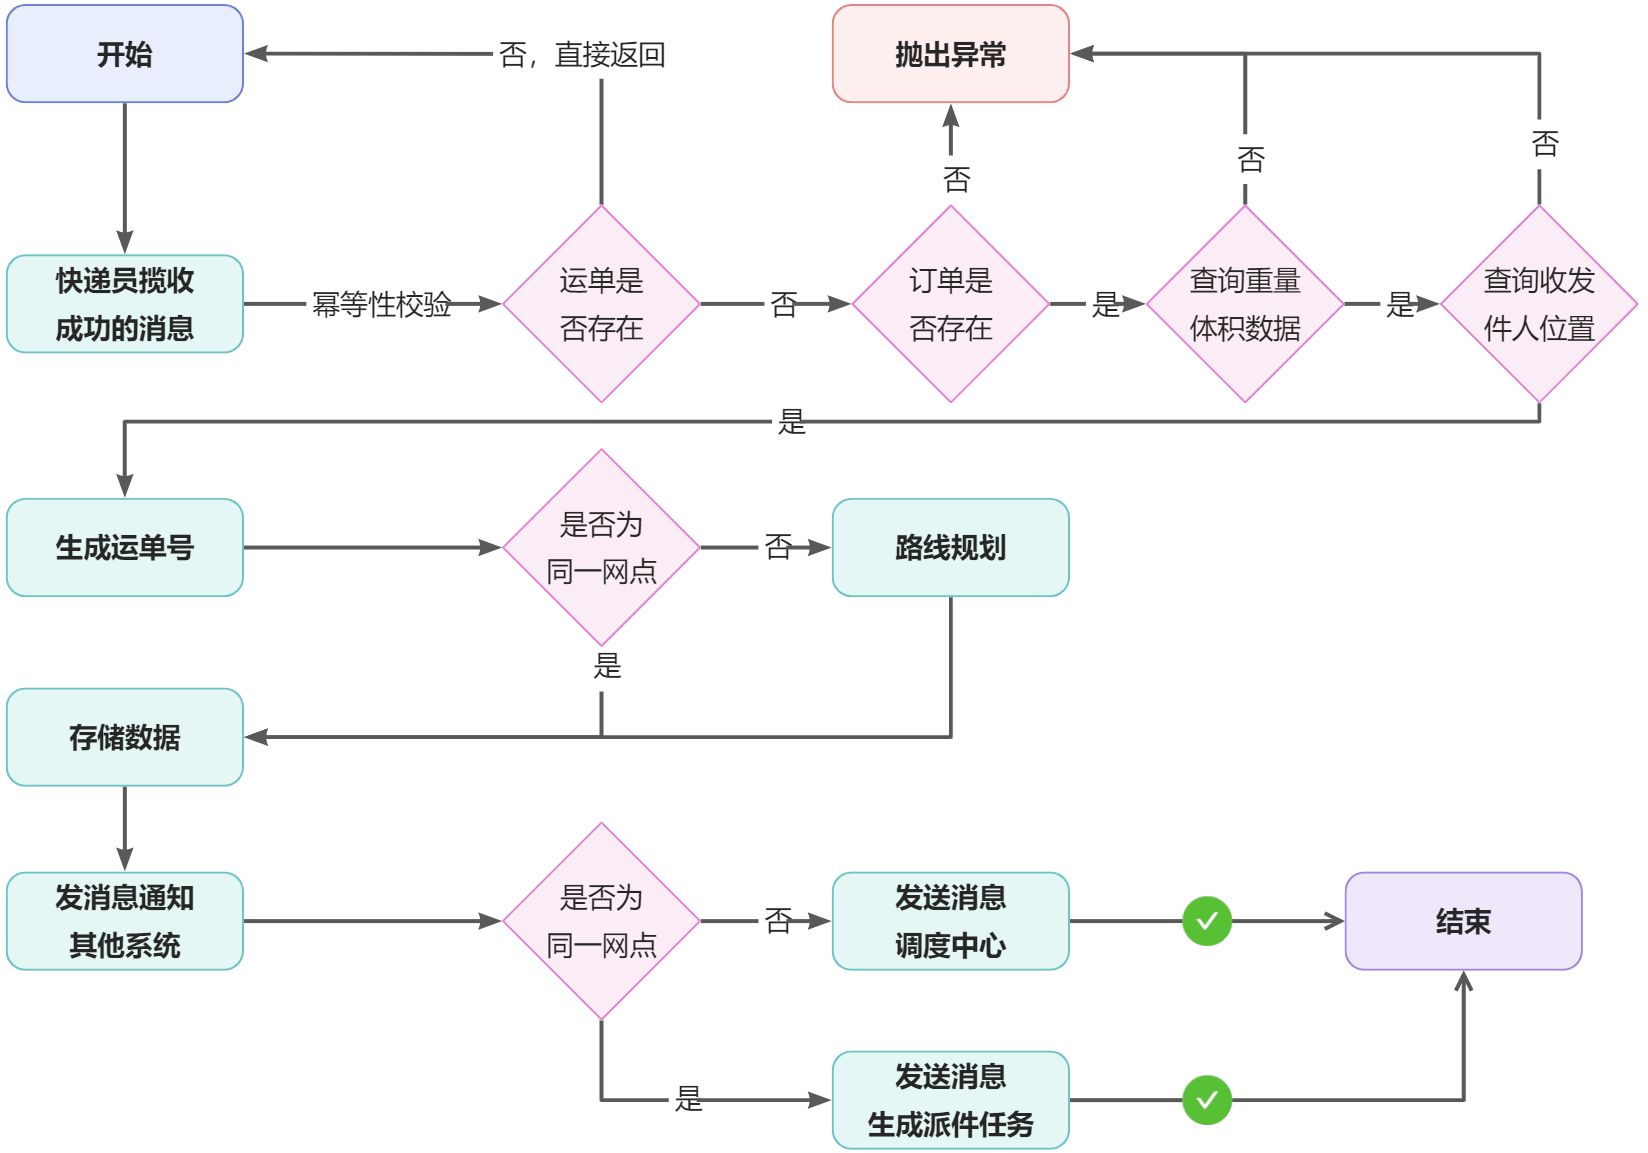 开始
否，直接返回
抛出异常
否
否
否
快递员揽收
成功的消息
幂等性校验
运单是
否存在
否
订单是
否存在
是
查询重量
体积数据
是
查询收发
件人位置
是
生成运单号
是否为
同一网点
否
路线规划
是
存储数据
发消息通知
其他系统
是否为
同一网点
否
发送消息
调度中心
结束
是
发送消息
生成派件任务